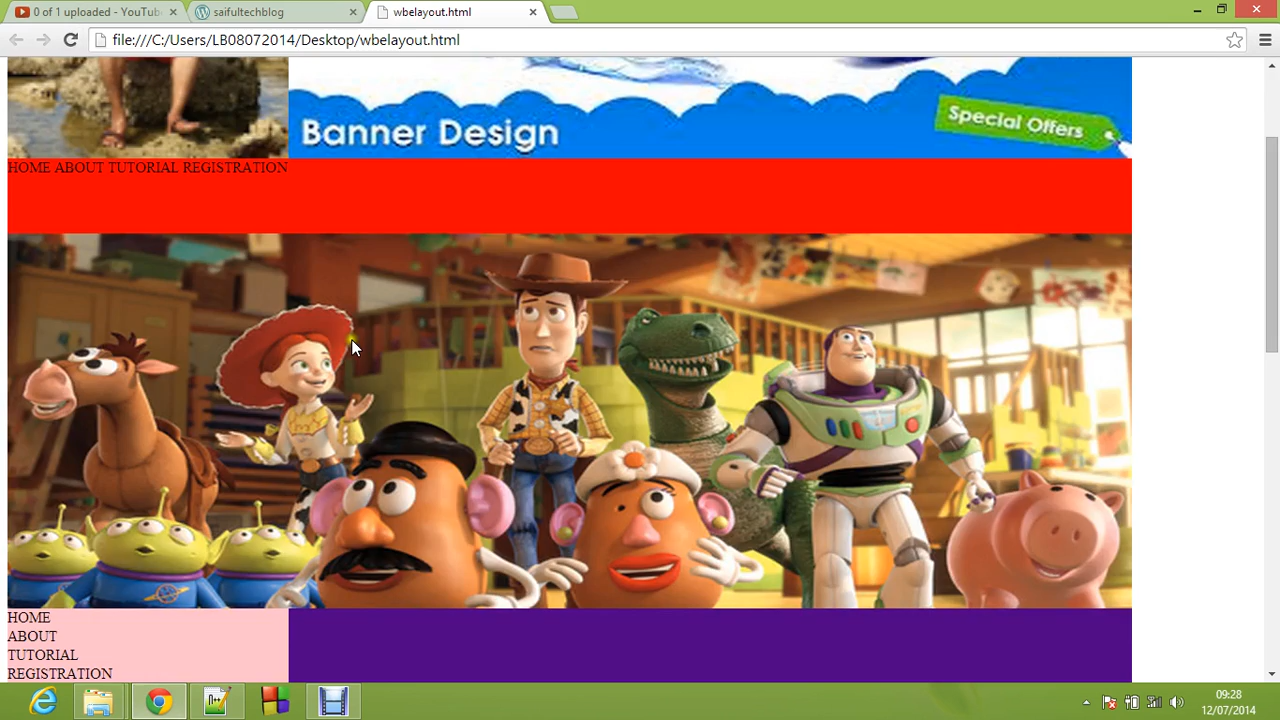 0 of 1 uploaded - YouTube
saifultechblog
wbelayout.html
file:///C:/Users/LB08072014/Desktop/wbelayout.html
Banner Design
Special Offers
HOME ABOUT TUTORIAL REGISTRATION
HOME
ABOUT
TUTORIAL
REGISTRATION
09:28
12/07/2014